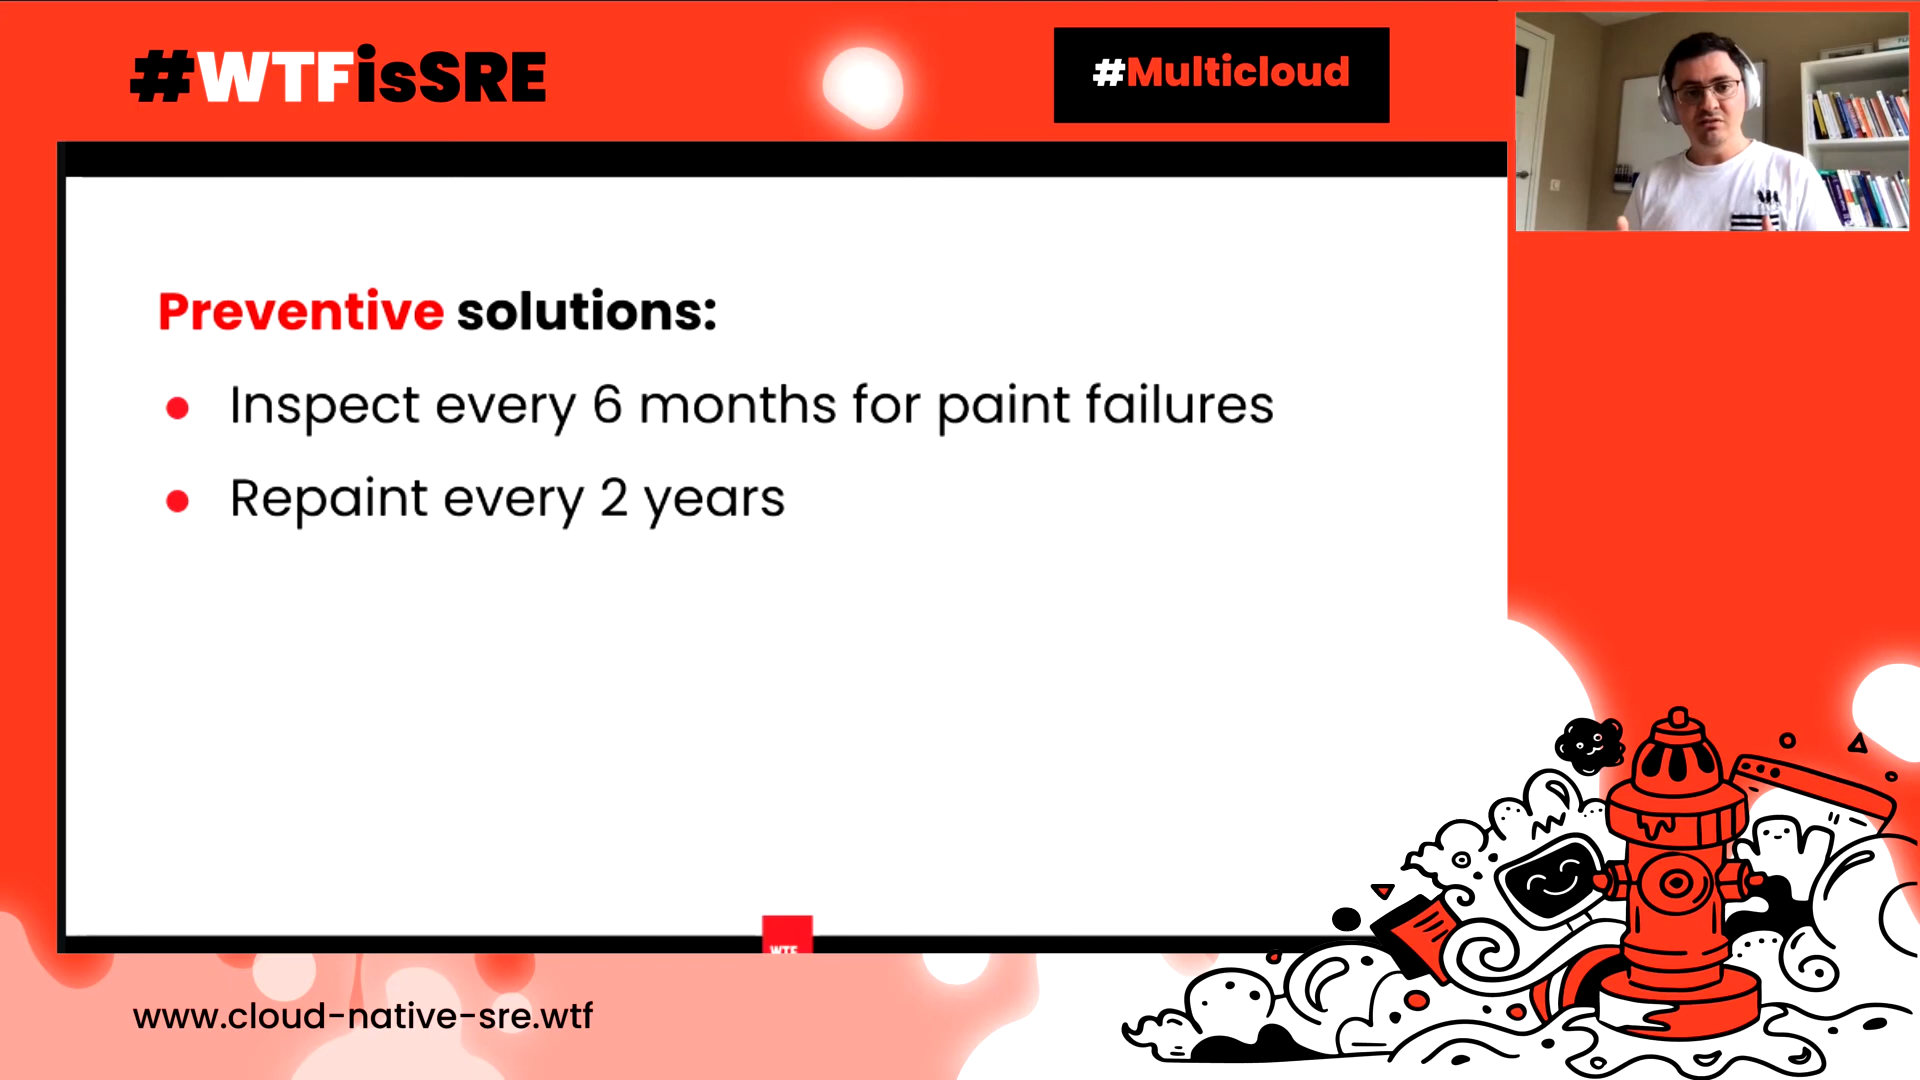 #WTFisSRE
#Multicloud
Preventive solutions:
Inspect every 6 months for paint failures
Repaint every 2 years
WTF
www.cloud-native-sre.wtf